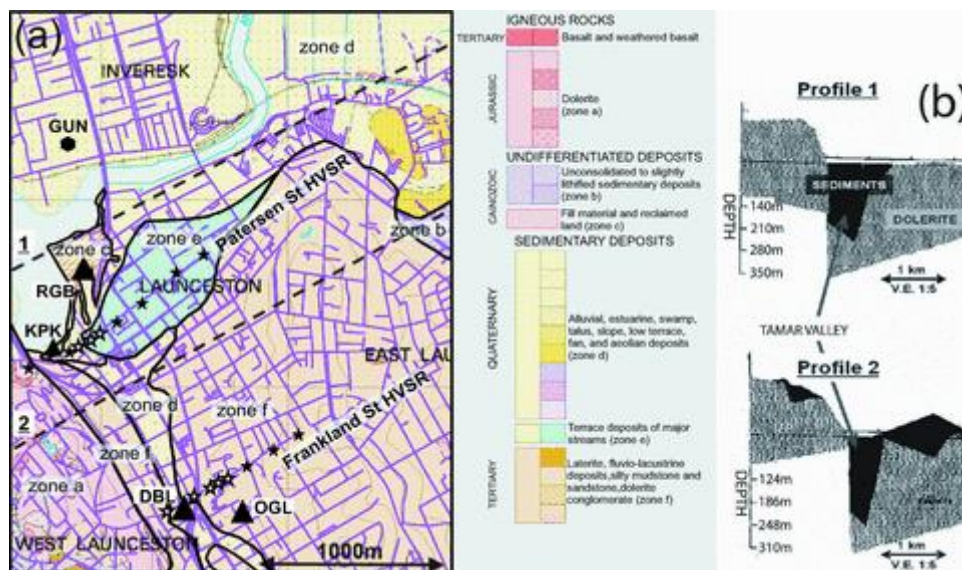 (a)
zone d
INVERESK
GUN
zone b
1
zone c
zone e
Patersen St HVSR
LAUNCESTON
RGB
KPK
EAST LAU
2
zone d
zone f
zone f
Frankland St HVSR
zone a
DBL
OGL
WEST LAUNCESTON
1000m
IGNEOUS ROCKS
TERTIARY
Basalt and weathered basalt
JURASSIC
Dolerite
(zone a)
UNDIFFERENTIATED DEPOSITS
CAINOZOIC
Unconsolidated to slightly
lithified sedimentary deposits
(zone b)
Fill material and reclaimed
land (zone c)
SEDIMENTARY DEPOSITS
QUATERNARY
Alluvial, estuarine, swamp,
talus, slope, low terrace,
fan, and aeolian deposits
(zone d)
Terrace deposits of major
streams (zone e)
TERTIARY
Laterite, fluvio-lacustrine
deposits,silty mudstone and
sandstone,dolerite
conglomerate (zone f)
(b)
Profile 1
SEDIMENTS
DOLERITE
DEPTH
140m
210m
280m
350m
1 km
V.E. 1:5
TAMAR VALLEY
Profile 2
DEPTH
124m
186m
248m
310m
1 km
V.E. 1:5